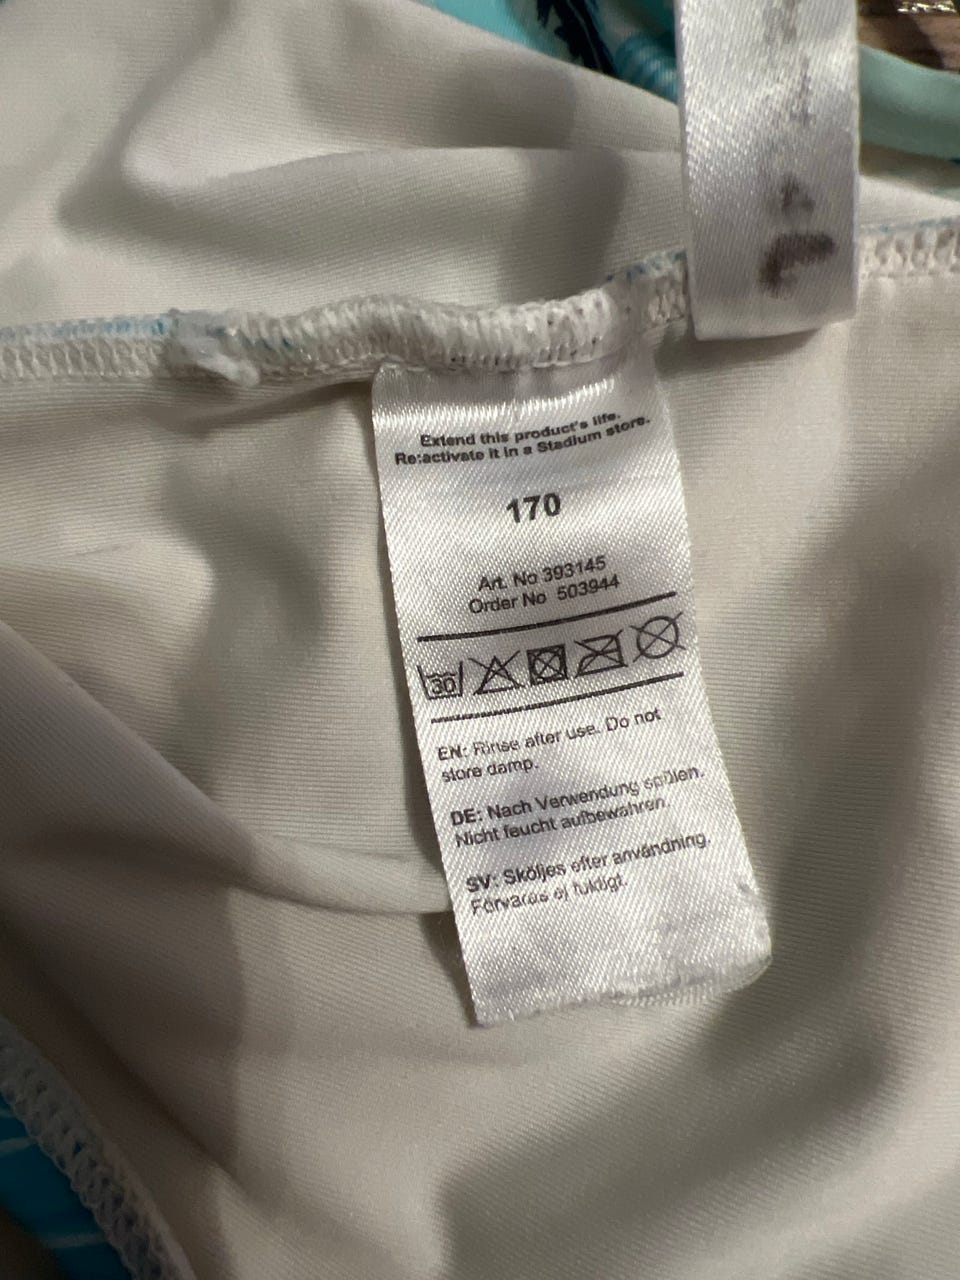 Extend this product's life.
Re:activate it in a Stadium store.
170
Art. No 393145
Order No 503944
30
EN: Rinse after use. Do not
store damp.
DE: Nach Verwendung spülen.
Nicht feucht aufbewahren.
SV: Sköljes efter användning.
Förvaras ej fuktigt.